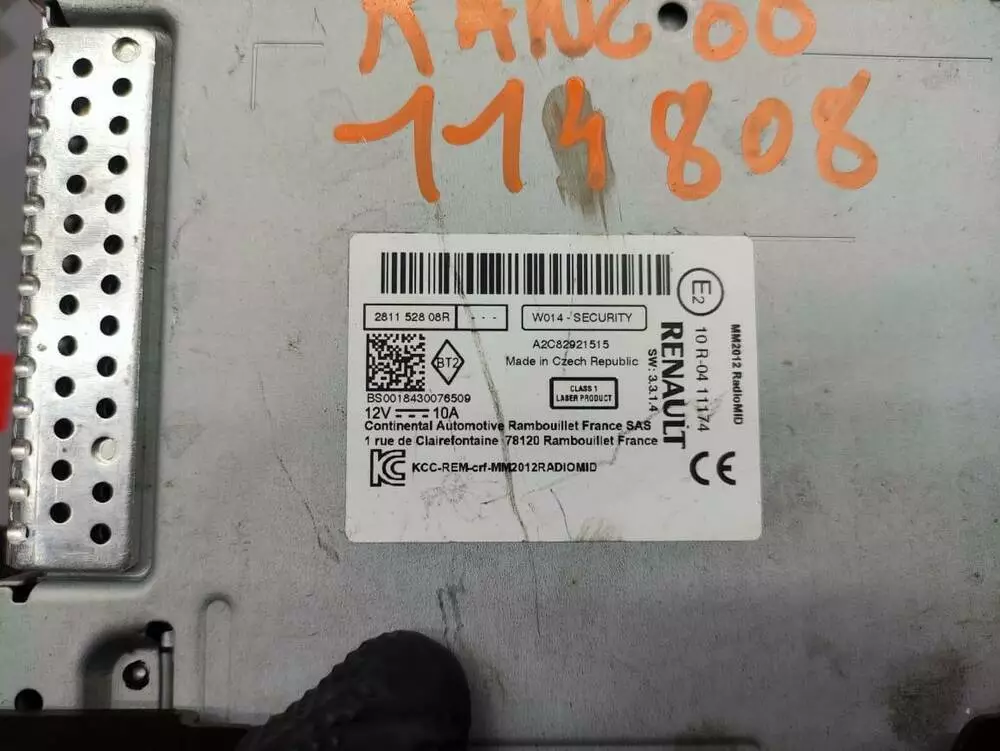 KANGOO
114808
2811 528 08R - - -
W014 - SECURITY
A2C82921515
Made in Czech Republic
BT2
CLASS 1
LASER PRODUCT
BS0018430076509
12V 10A
Continental Automotive Rambouillet France SAS
1 rue de Clairefontaine 78120 Rambouillet France
KCC-REM-crf-MM2012RADIOMID
E2
MM2012 RadioMID
10 R-04 11174
RENAULT
SW: 3.3.1.4
CE